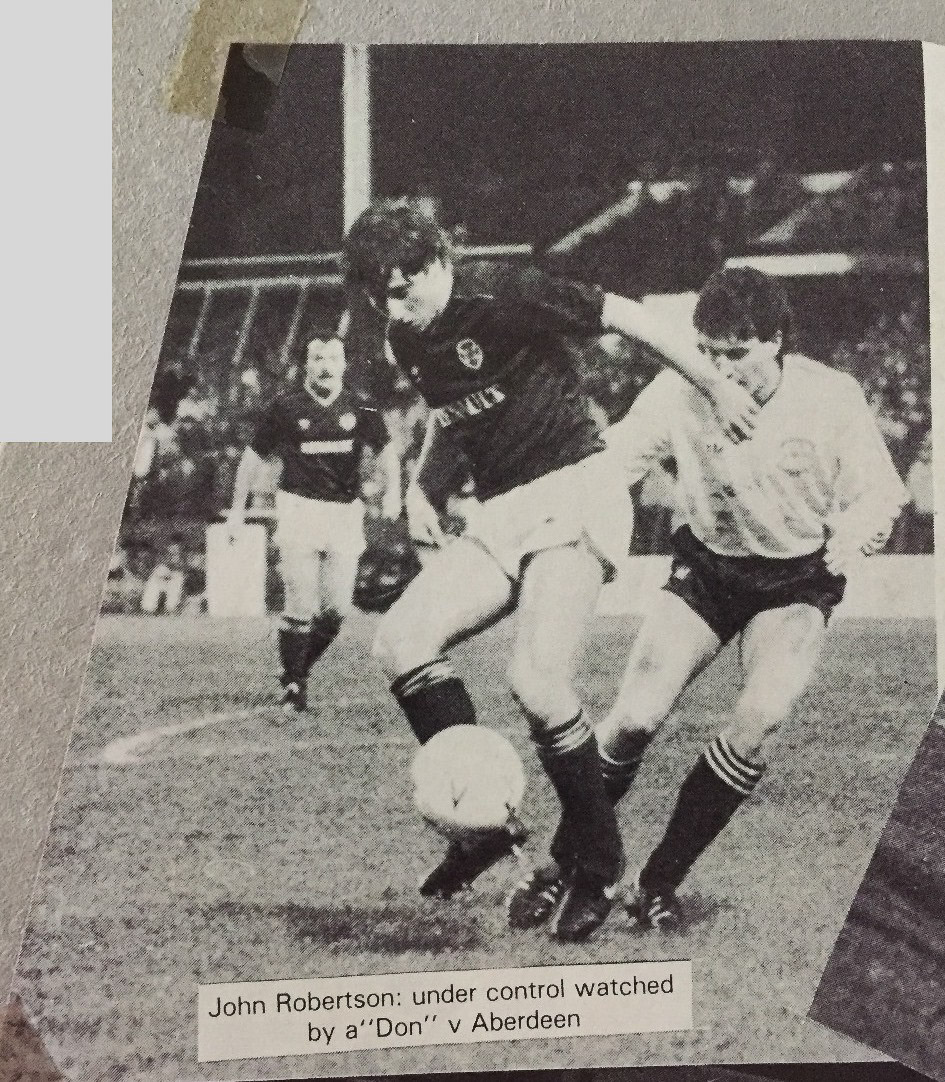 John Robertson: under control watched
by a"Don" v Aberdeen